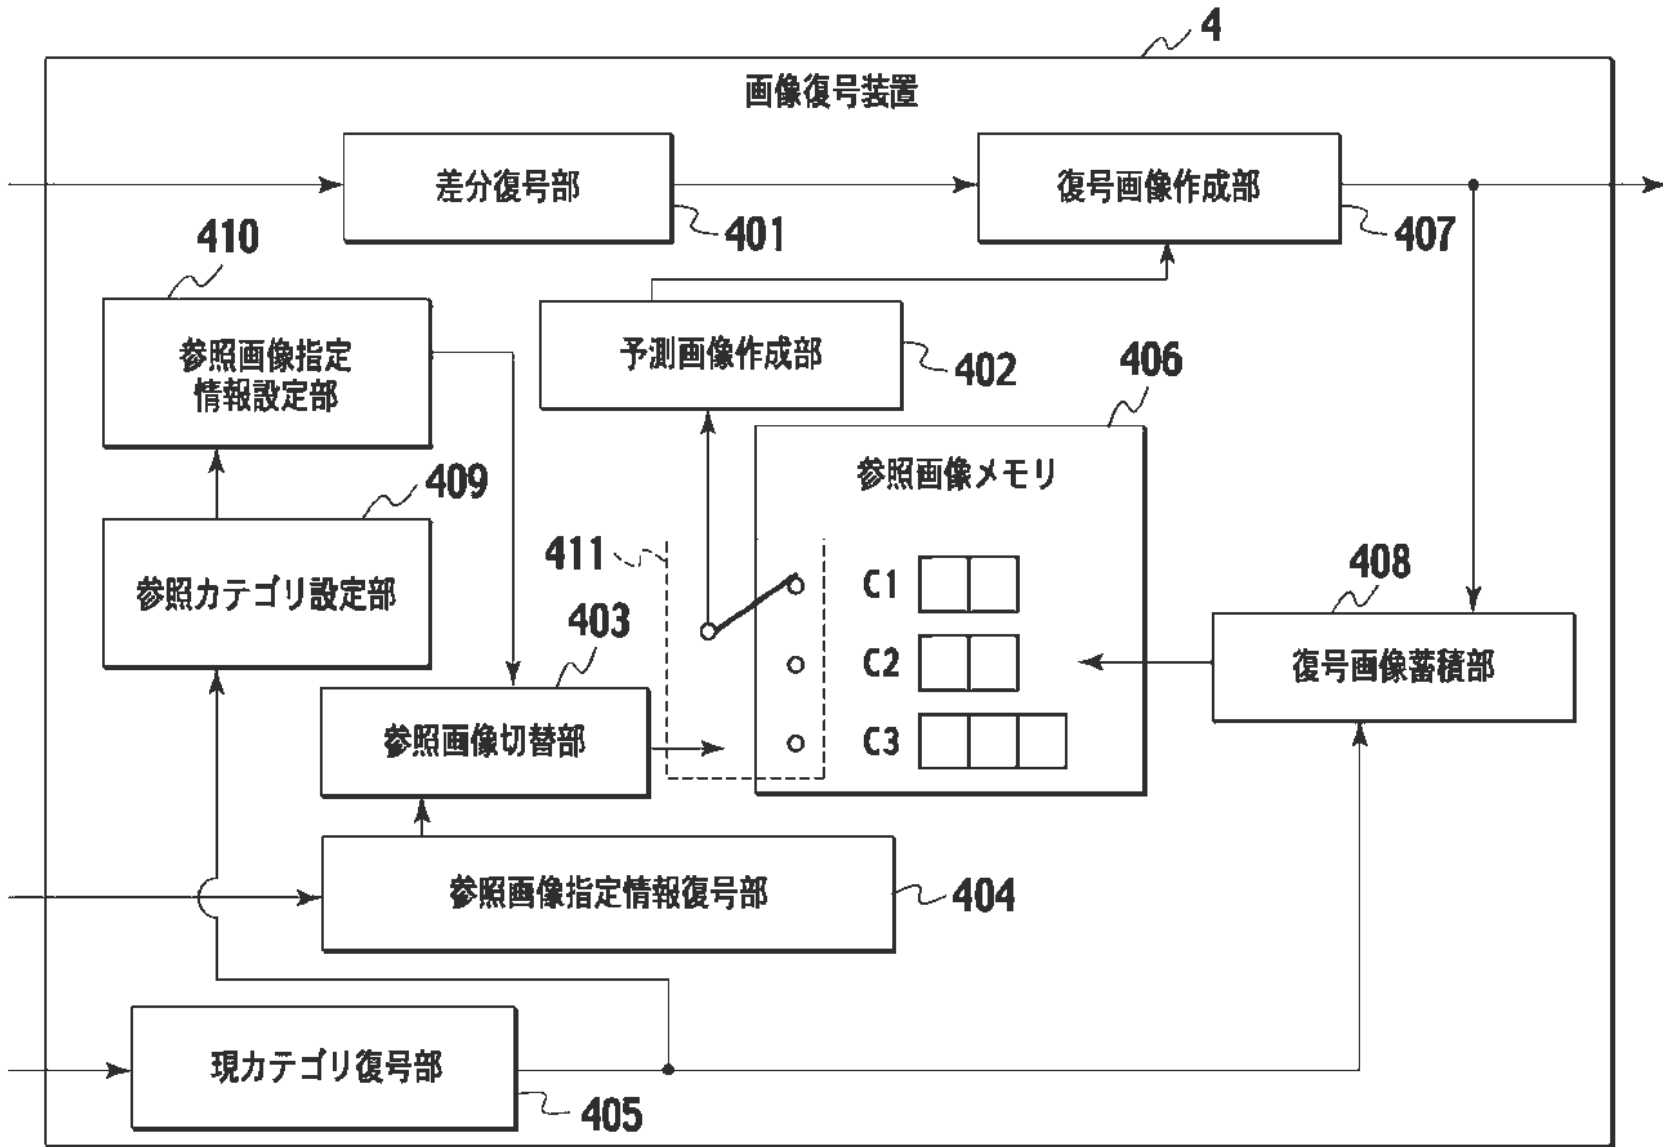 4
画像復号装置
差分復号部
401
復号画像作成部
407
410
参照画像指定
情報設定部
予測画像作成部
402
406
参照画像メモリ
409
参照カテゴリ設定部
411
C1
408
403
C2
復号画像蓄積部
参照画像切替部
C3
参照画像指定情報復号部
404
現カテゴリ復号部
405